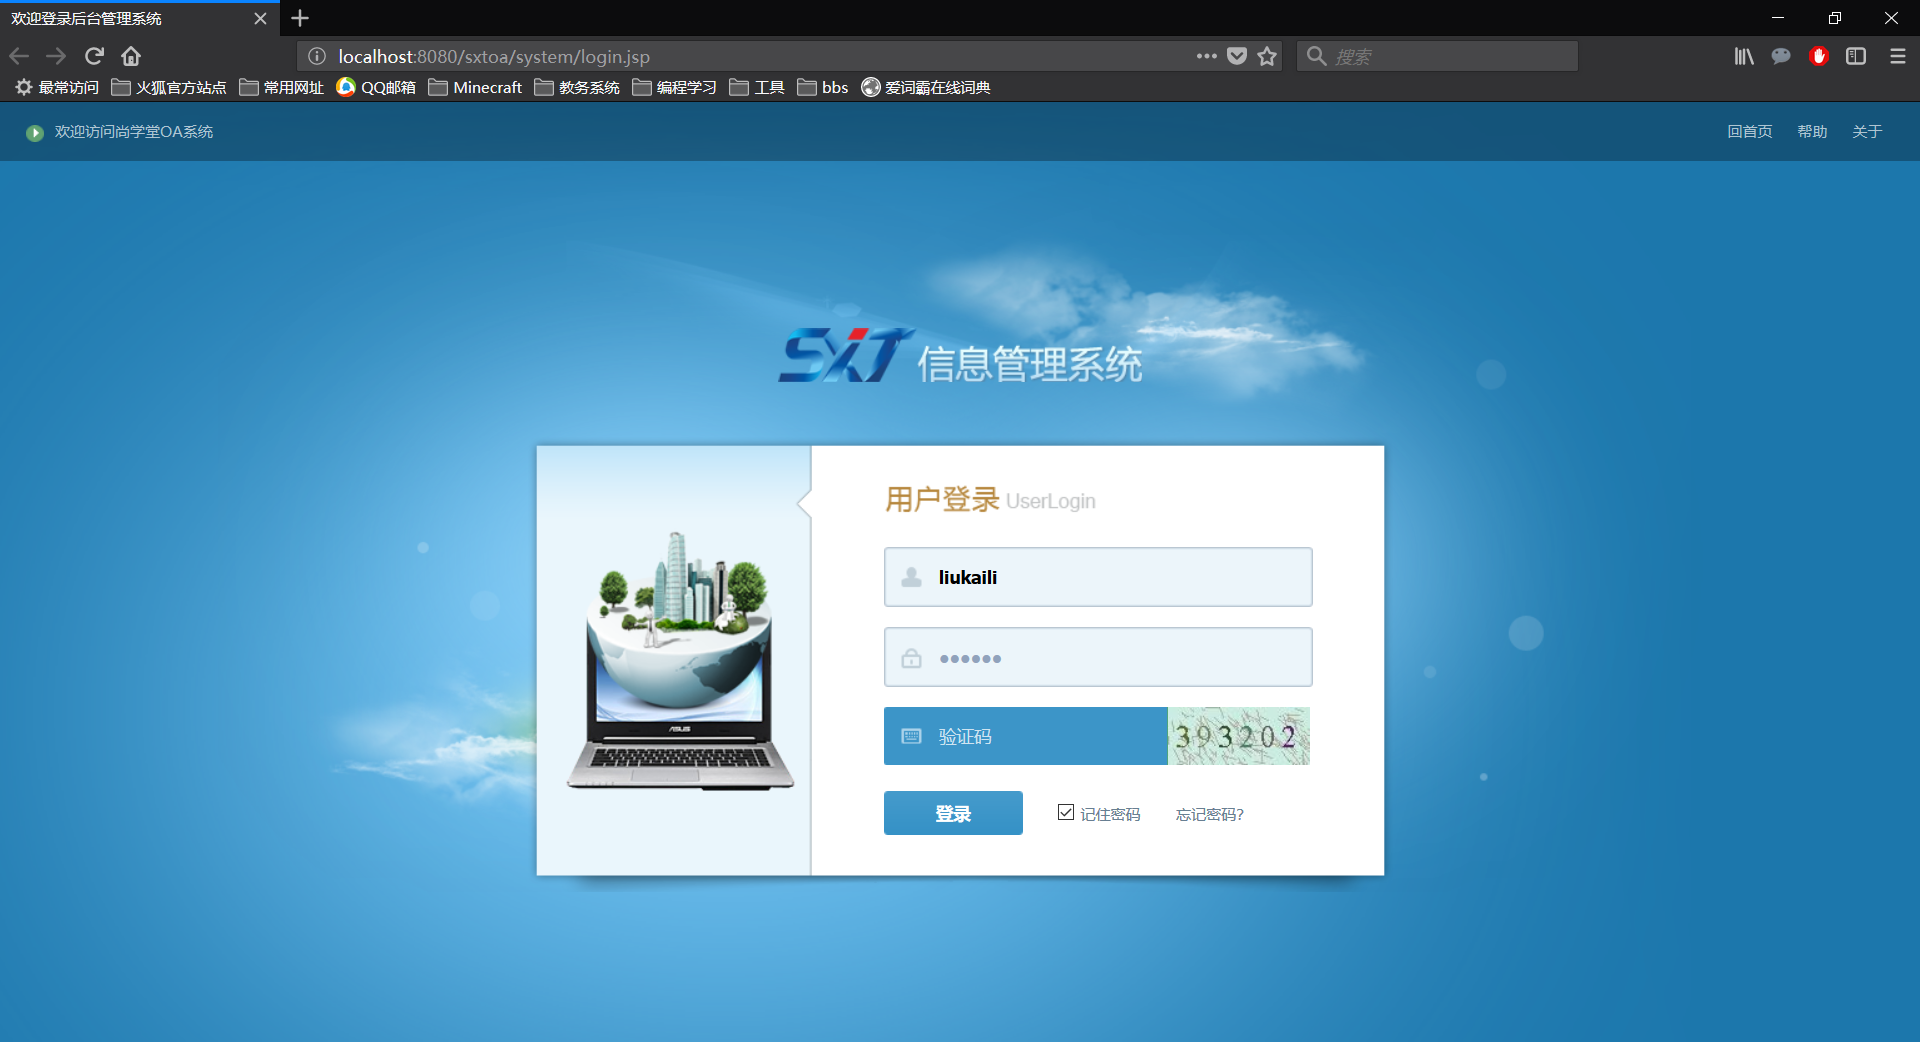 欢迎登录后台管理系统
localhost:8080/sxtoa/system/login.jsp
搜索
最常访问 火狐官方站点 常用网址 QQ邮箱 Minecraft 教务系统 编程学习 工具 bbs 爱词霸在线词典
欢迎访问尚学堂OA系统 回首页 帮助 关于
SXT 信息管理系统
用户登录 UserLogin
liukaili
••••••
验证码 393202
登录 记住密码 忘记密码?
ASUS